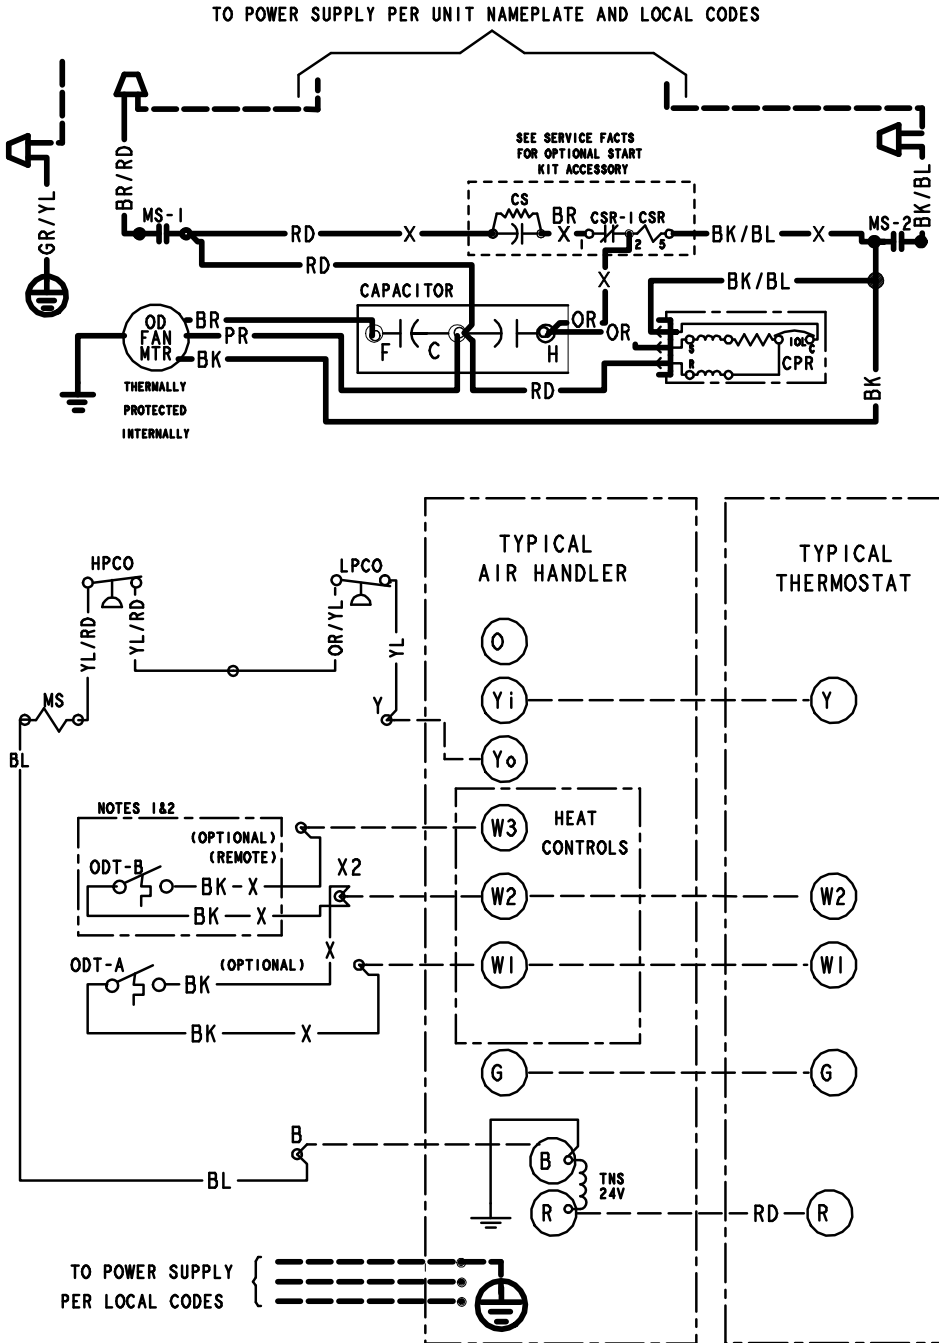 TO POWER SUPPLY PER UNIT NAMEPLATE AND LOCAL CODES
SEE SERVICE FACTS
FOR OPTIONAL START
KIT ACCESSORY
BR/RD
GR/YL
BK/BL
MS-1
RD
X
CS
BR
X
CSR-1
CSR
1
2
5
BK/BL
X
MS-2
RD
X
BK/BL
CAPACITOR
OD
FAN
MTR
BR
PR
BK
F
C
H
OR
OR
S
R
IOL
C
CPR
RD
BK
THERMALLY
PROTECTED
INTERNALLY
TYPICAL
AIR HANDLER
TYPICAL
THERMOSTAT
HPCO
LPCO
YL/RD
YL/RD
OR/YL
YL
O
MS
Y
Yi
Y
BL
Yo
NOTES 1&2
(OPTIONAL)
(REMOTE)
W3
HEAT
CONTROLS
ODT-B
BK-X
X2
BK
X
W2
W2
X
ODT-A
(OPTIONAL)
BK
W1
W1
BK
X
G
G
B
BL
B
TNS
24V
R
RD
R
TO POWER SUPPLY
PER LOCAL CODES